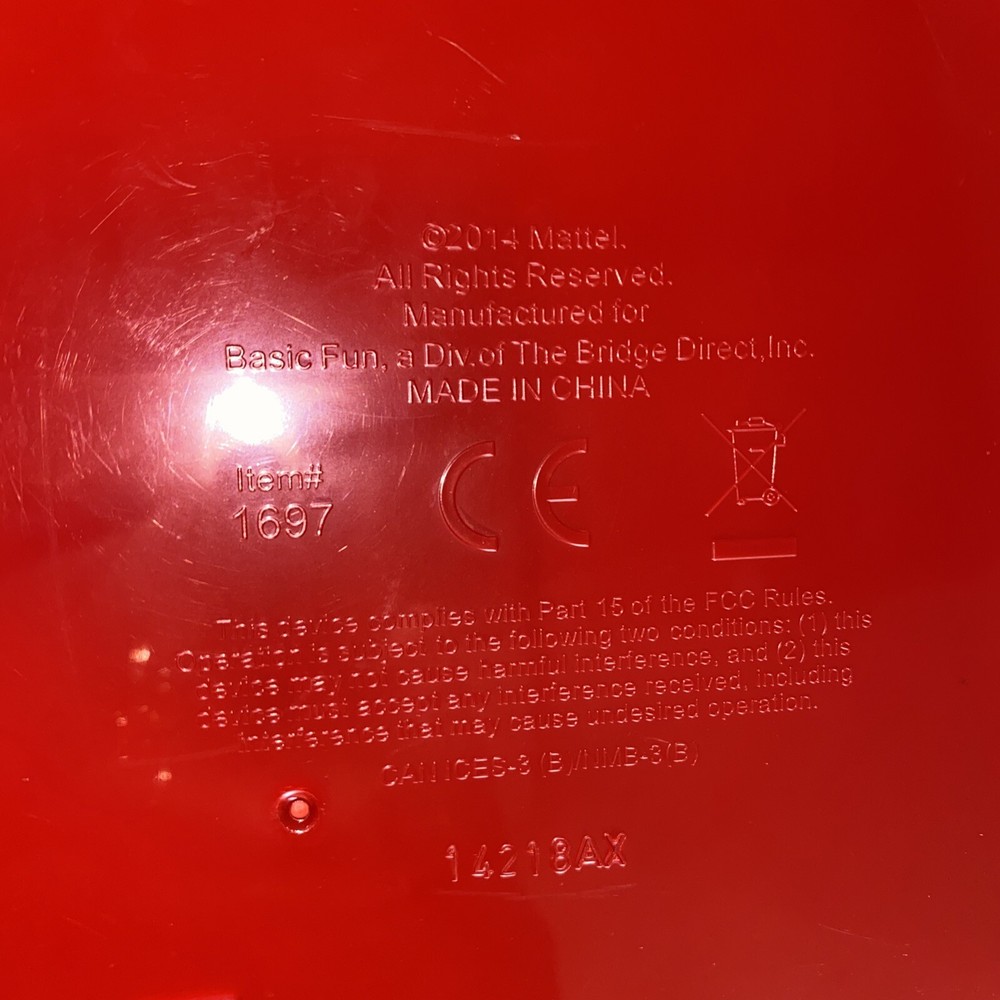 ©2014 Mattel.
All Rights Reserved.
Manufactured for
Basic Fun, a Div.of The Bridge Direct,Inc.
MADE IN CHINA
CE
Item#
1697
This device complies with Part 15 of the FCC Rules.
Operation is subject to the following two conditions: (1) this
device may not cause harmful interference, and (2) this
device must accept any interference received, including
interference that may cause undesired operation.
CAN ICES-3 (B)/NMB-3(B)
14218AX